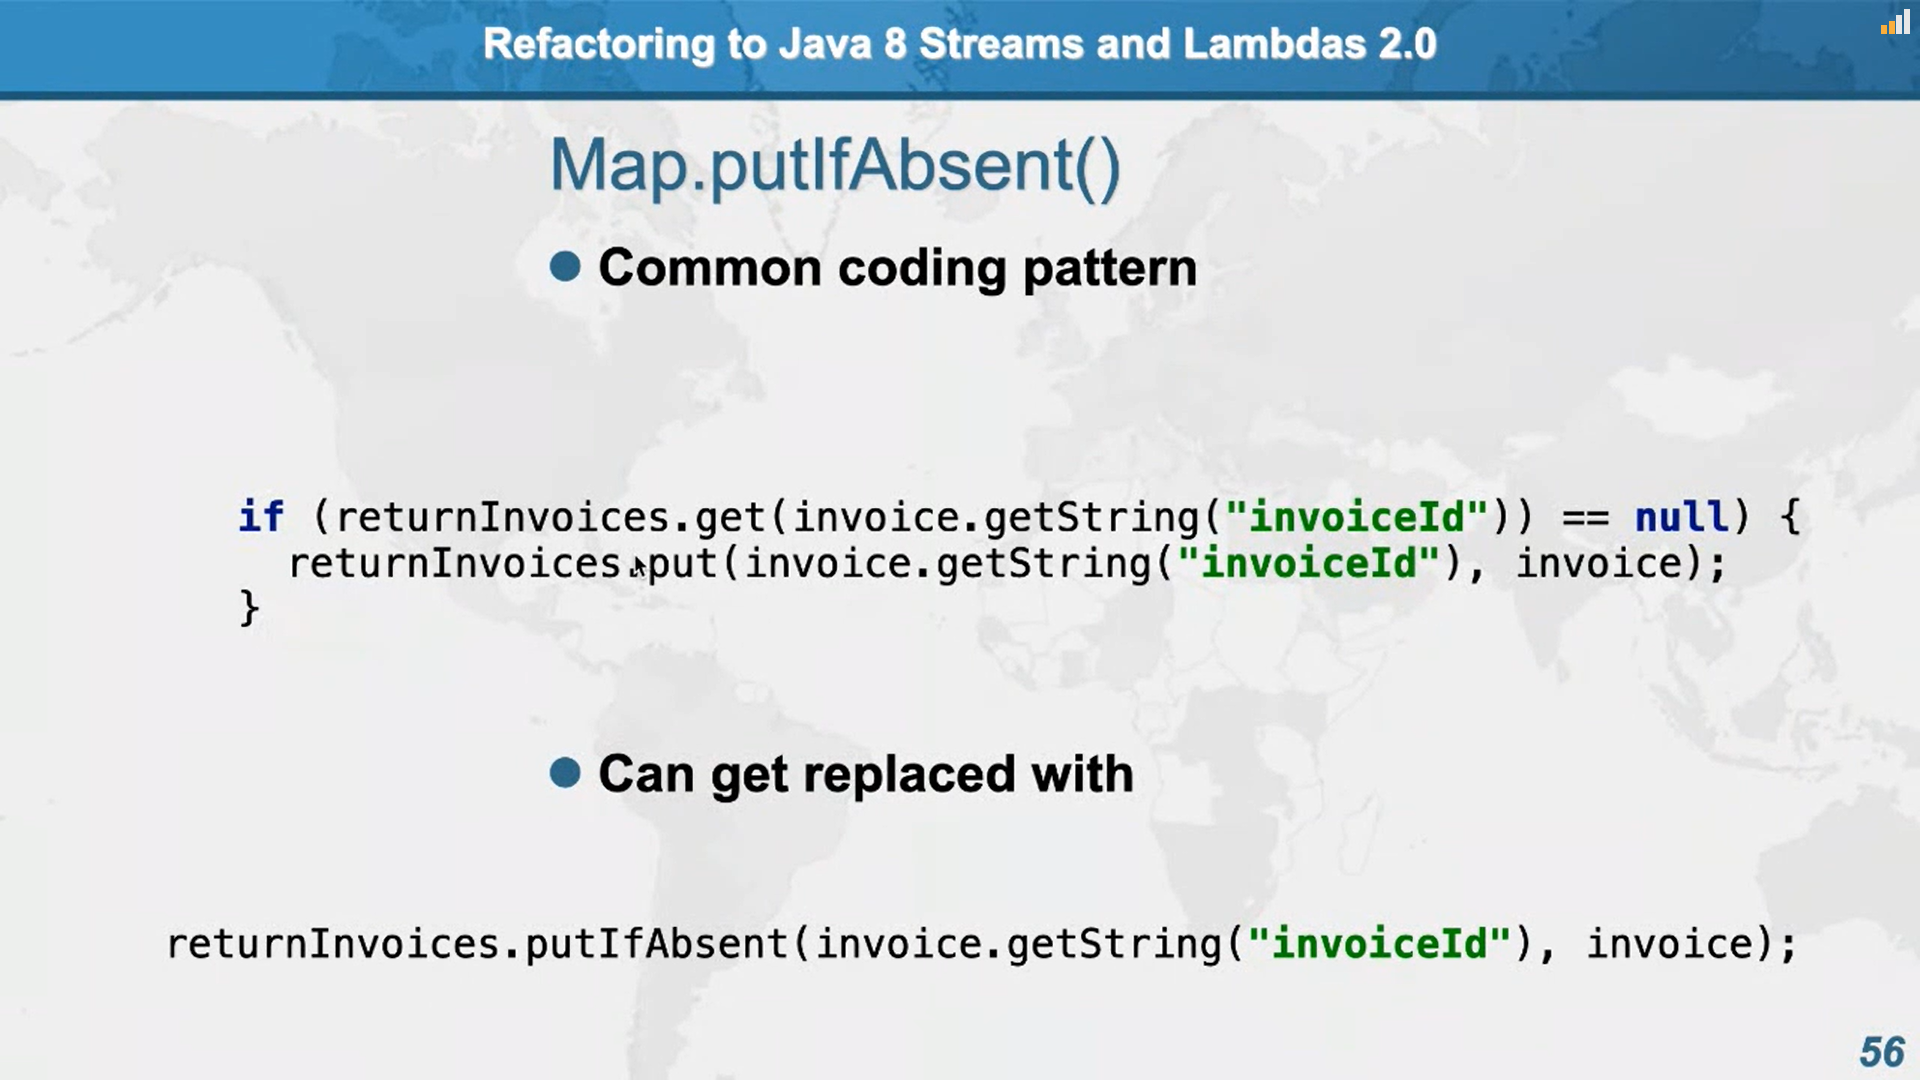 Refactoring to Java 8 Streams and Lambdas 2.0
Map.putIfAbsent()
Common coding pattern
if (returnInvoices.get(invoice.getString("invoiceId")) == null) {
returnInvoices.put(invoice.getString("invoiceId"), invoice);
}
Can get replaced with
returnInvoices.putIfAbsent(invoice.getString("invoiceId"), invoice);
56